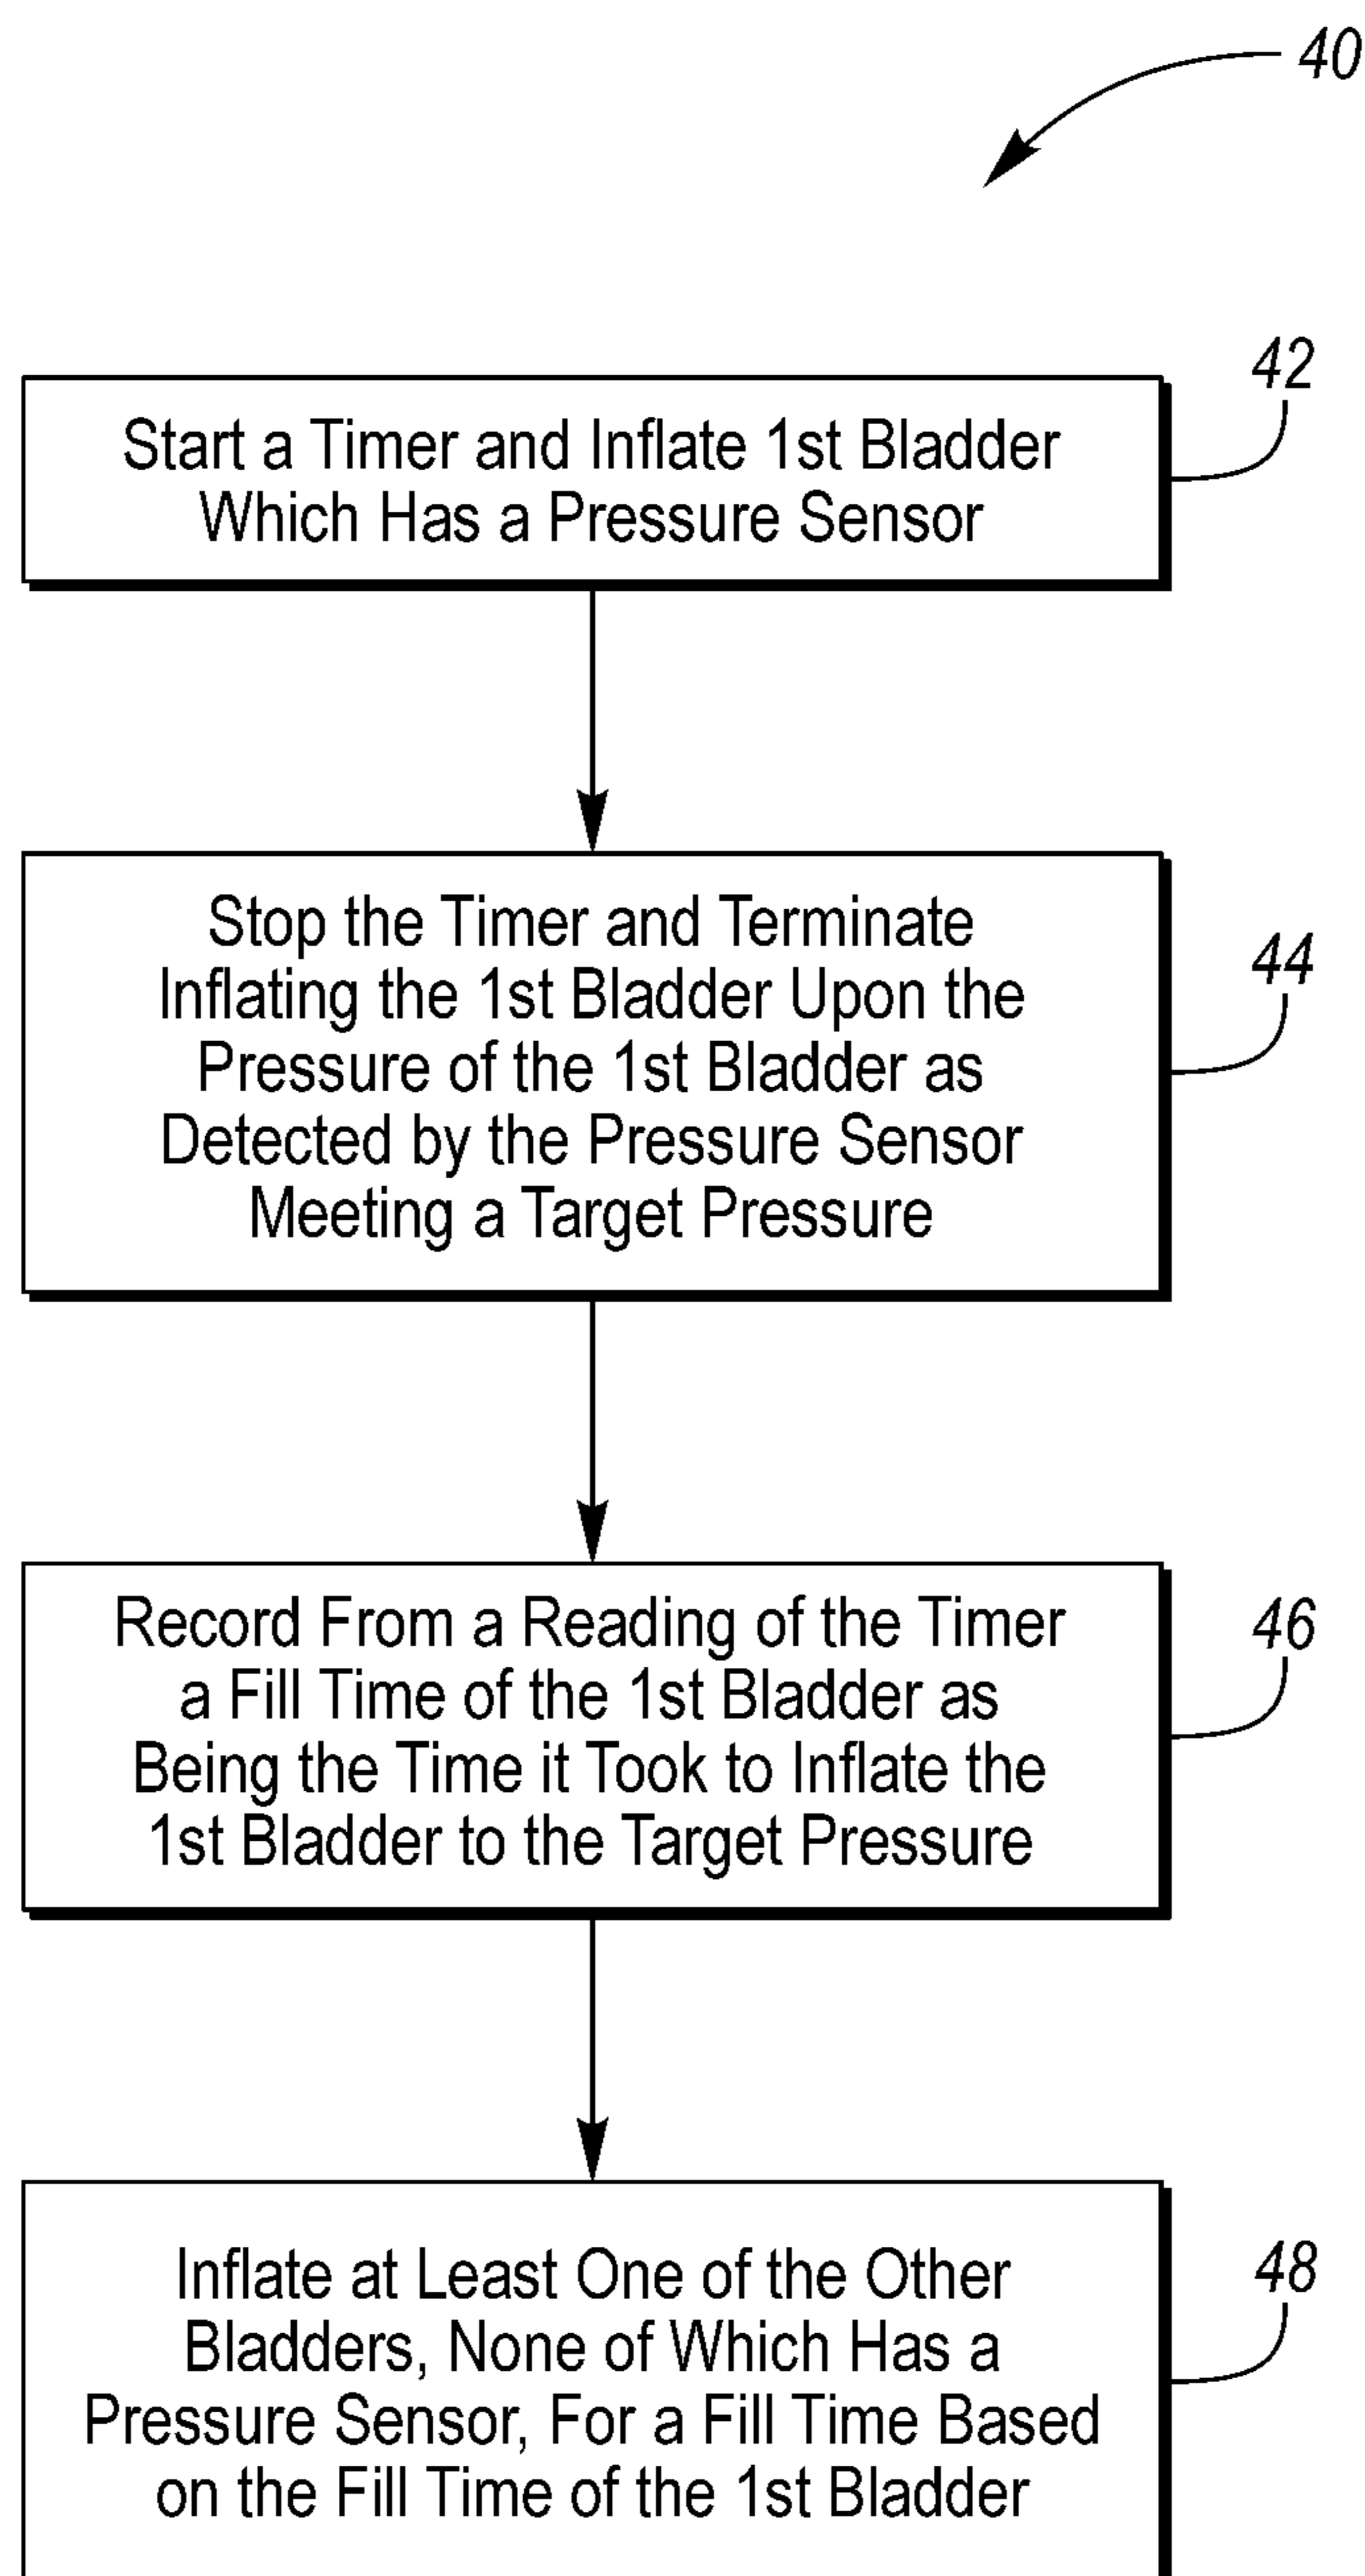 40
42
Start a Timer and Inflate 1st Bladder
Which Has a Pressure Sensor
44
Stop the Timer and Terminate
Inflating the 1st Bladder Upon the
Pressure of the 1st Bladder as
Detected by the Pressure Sensor
Meeting a Target Pressure
46
Record From a Reading of the Timer
a Fill Time of the 1st Bladder as
Being the Time it Took to Inflate the
1st Bladder to the Target Pressure
48
Inflate at Least One of the Other
Bladders, None of Which Has a
Pressure Sensor, For a Fill Time Based
on the Fill Time of the 1st Bladder